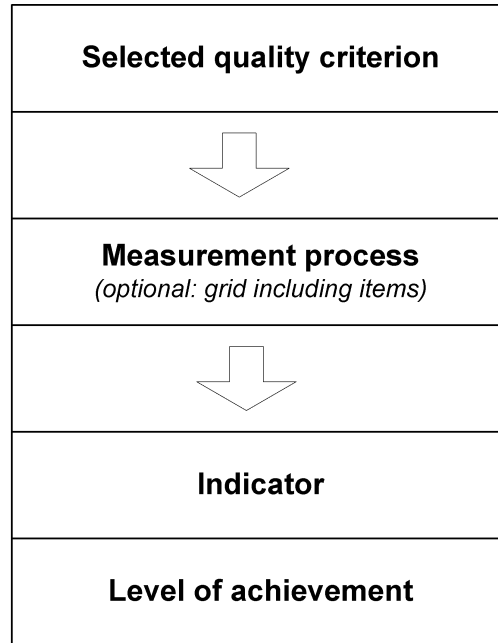 Selected quality criterion
Measurement process
(optional: grid including items)
Indicator
Level of achievement